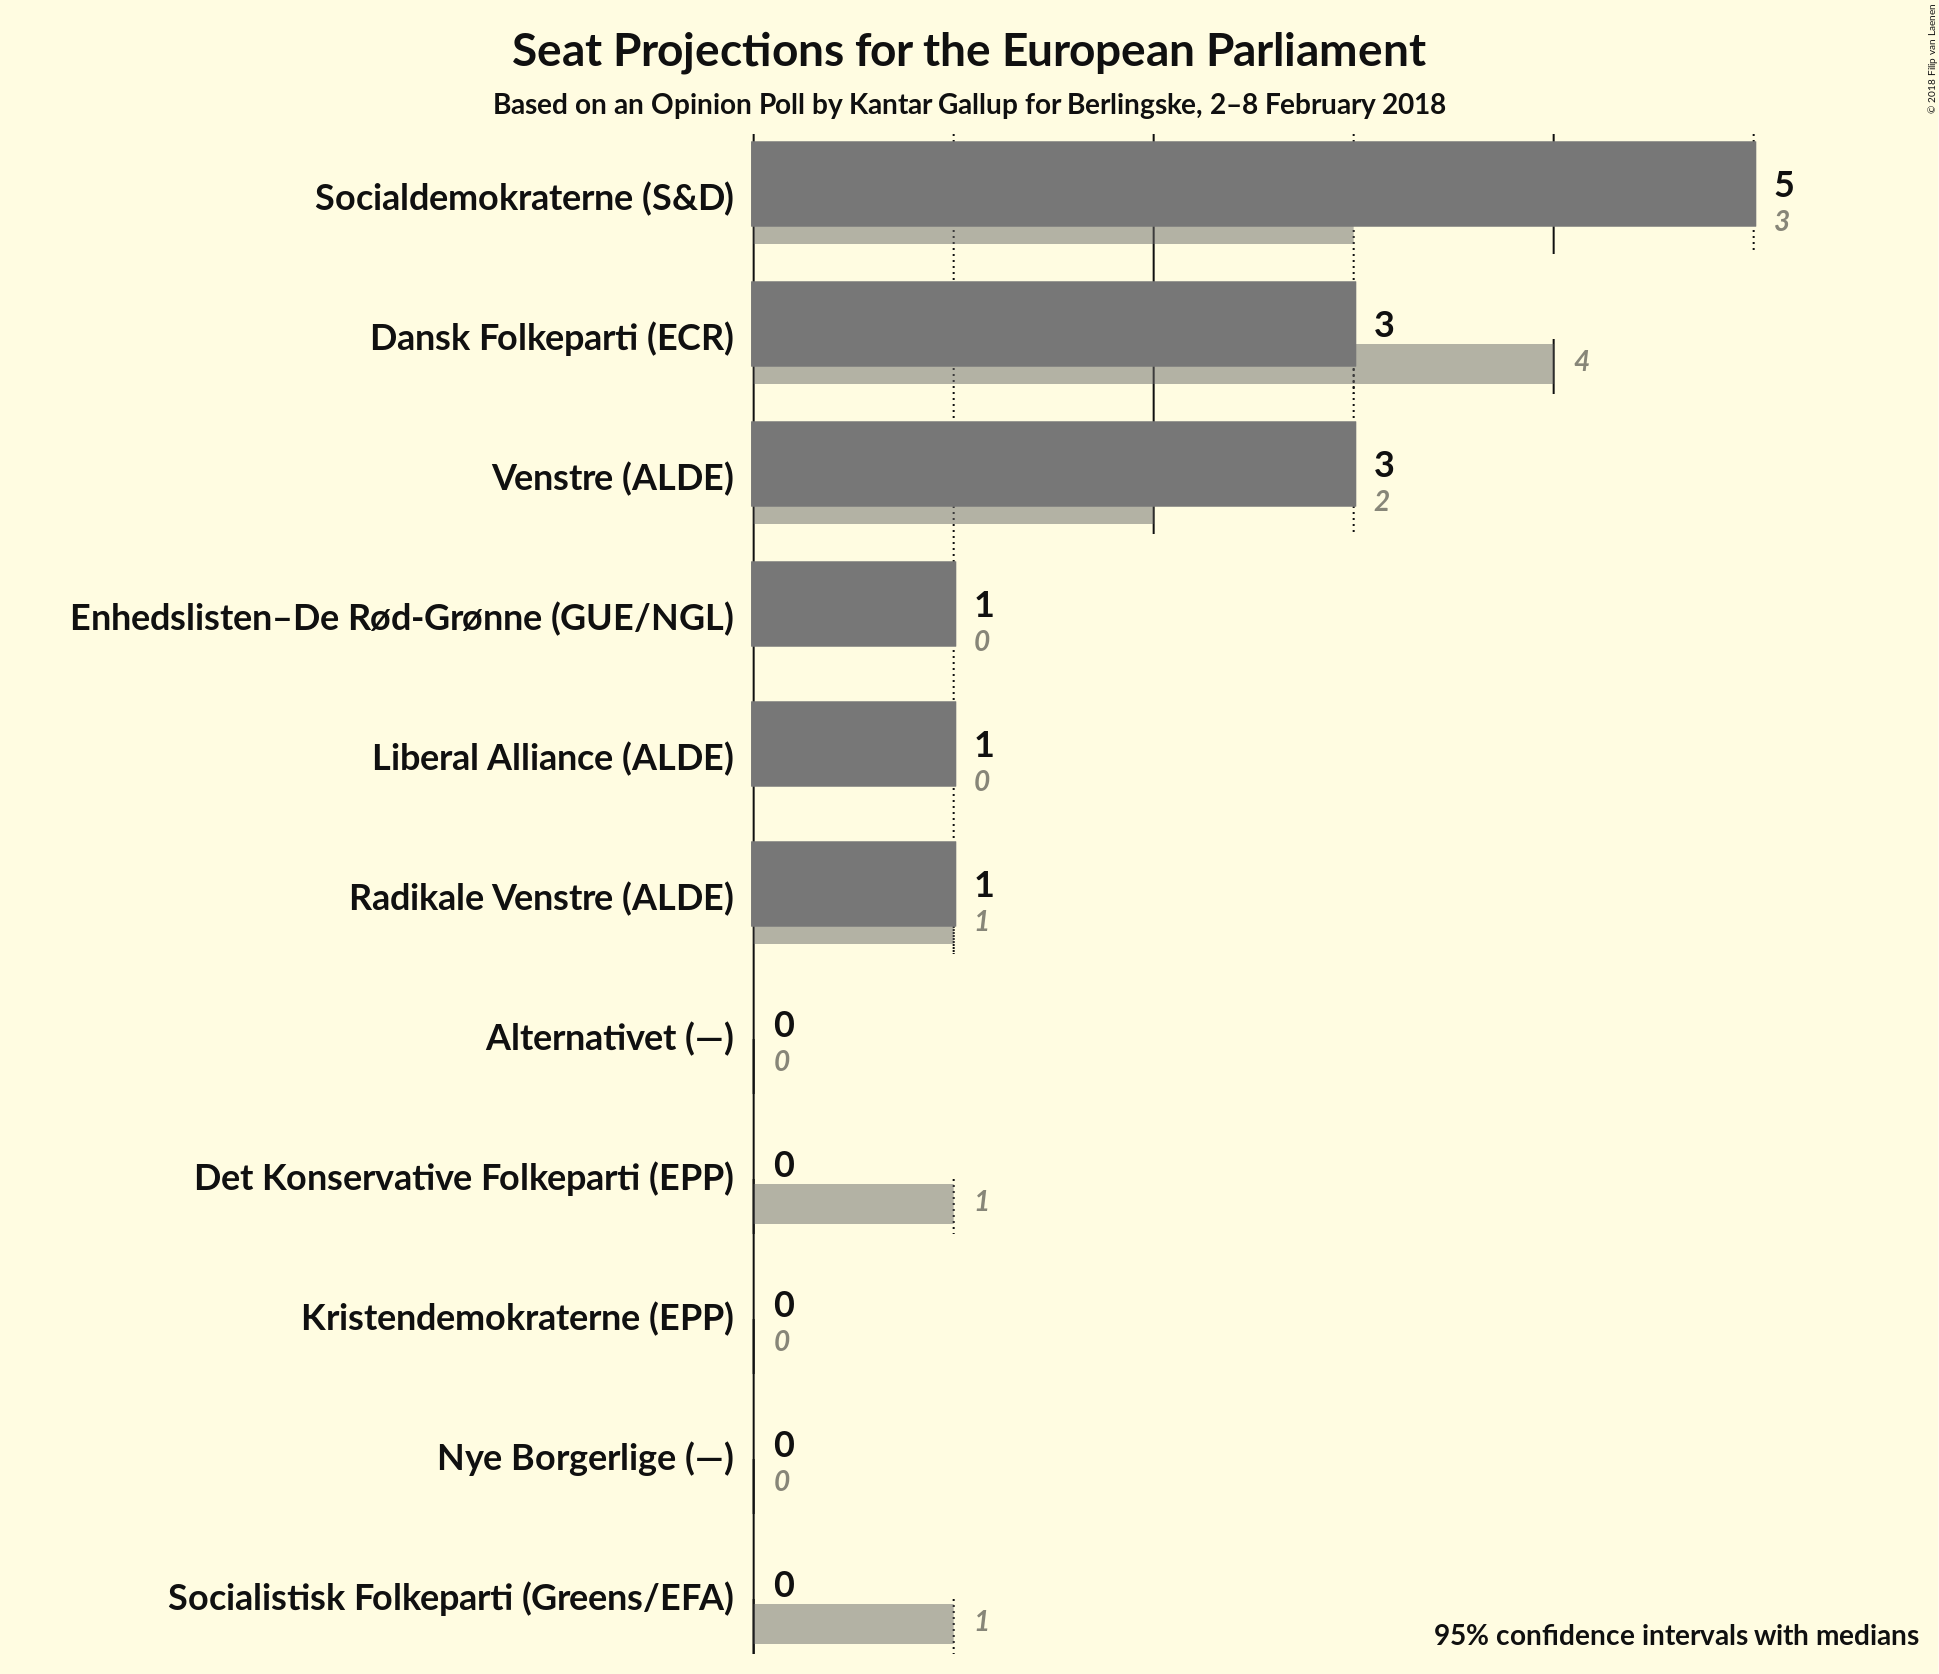 Seat Projections for the European Parliament
Based on an Opinion Poll by Kantar Gallup for Berlingske, 2–8 February 2018
© 2018 Filip van Laenen
Socialdemokraterne (S&D)
5
3
Dansk Folkeparti (ECR)
3
4
Venstre (ALDE)
3
2
Enhedslisten–De Rød-Grønne (GUE/NGL)
1
0
Liberal Alliance (ALDE)
1
0
Radikale Venstre (ALDE)
1
1
Alternativet (—)
0
0
Det Konservative Folkeparti (EPP)
0
1
Kristendemokraterne (EPP)
0
0
Nye Borgerlige (—)
0
0
Socialistisk Folkeparti (Greens/EFA)
0
1
95% confidence intervals with medians